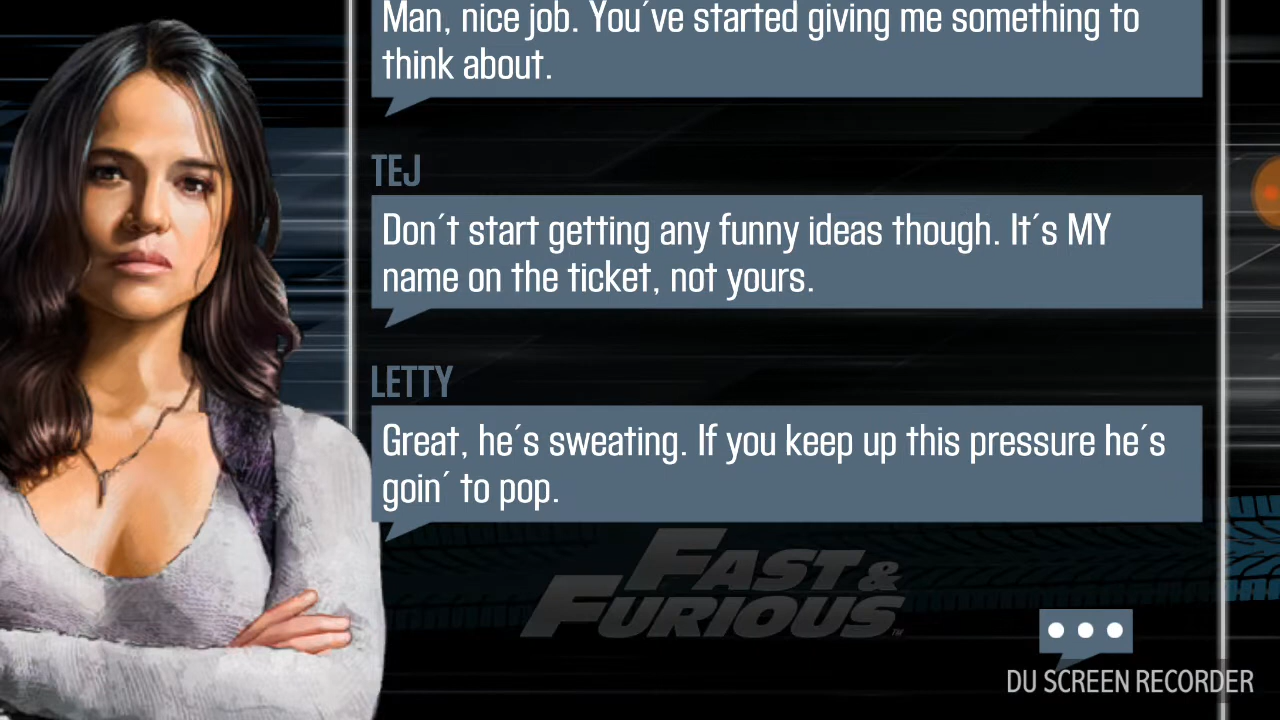 Man, nice job. You´ve started giving me something to
think about.
TEJ
Don´t start getting any funny ideas though. It´s MY
name on the ticket, not yours.
LETTY
Great, he´s sweating. If you keep up this pressure he´s
goin´ to pop.
FAST &
FURIOUS™
DU SCREEN RECORDER